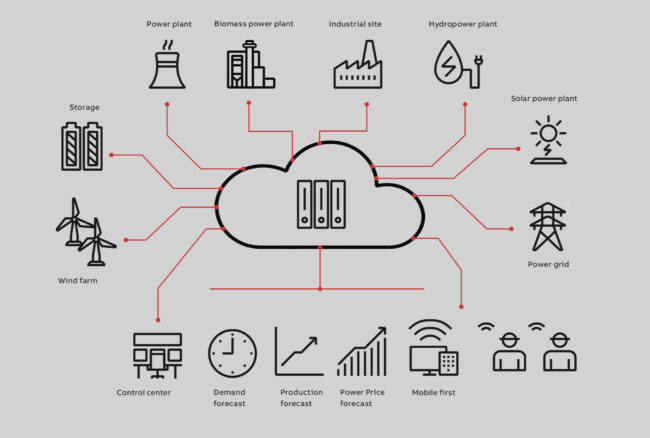 Power plant
Biomass power plant
Industrial site
Hydropower plant
Solar power plant
Storage
Wind farm
Power grid
Control center
Demand
forecast
Production
forecast
Power Price
forecast
Mobile first